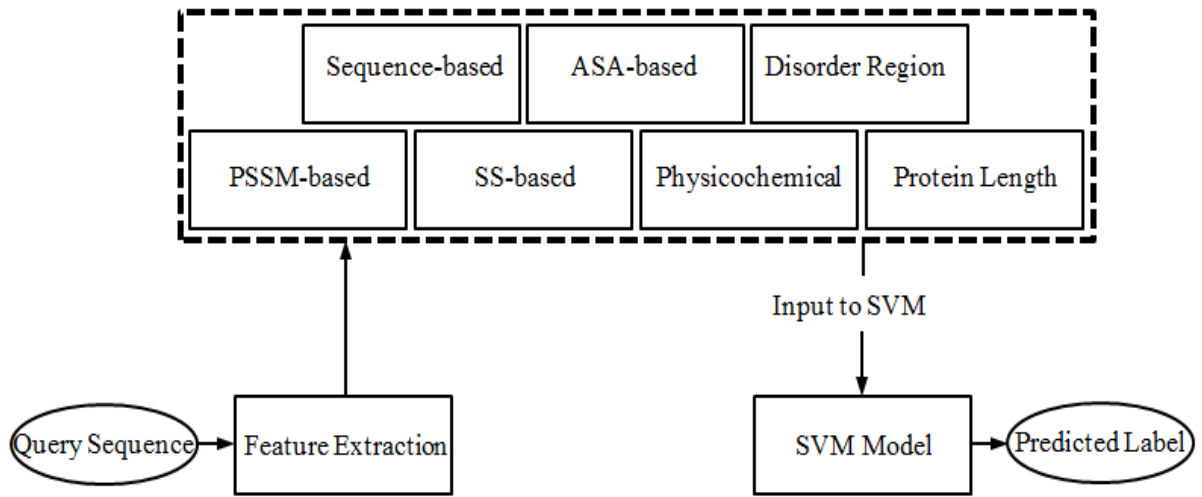 Sequence-based
ASA-based
Disorder Region
PSSM-based
SS-based
Physicochemical
Protein Length
Input to SVM
Query Sequence
Feature Extraction
SVM Model
Predicted Label